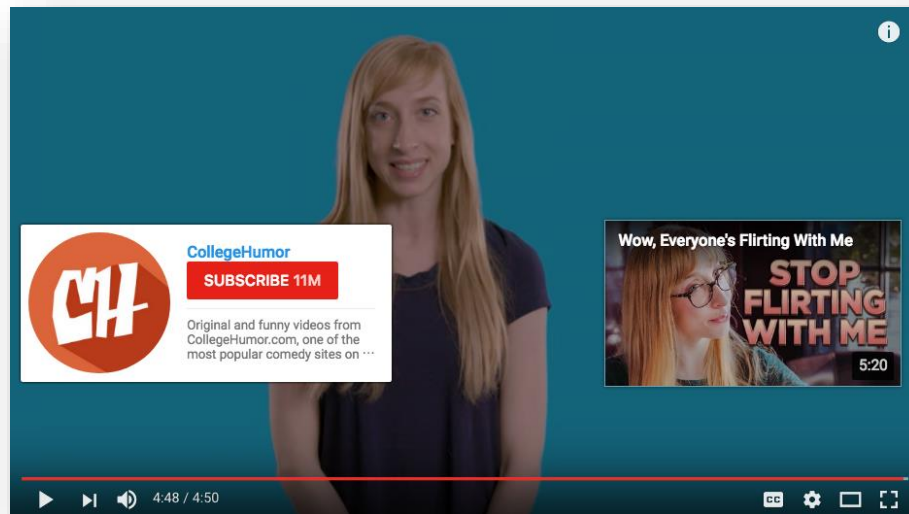 CollegeHumor
SUBSCRIBE 11M
Original and funny videos from
CollegeHumor.com, one of the
most popular comedy sites on ···
CH
Wow, Everyone's Flirting With Me
STOP
FLIRTING
WITH ME
5:20
4:48 / 4:50
CC